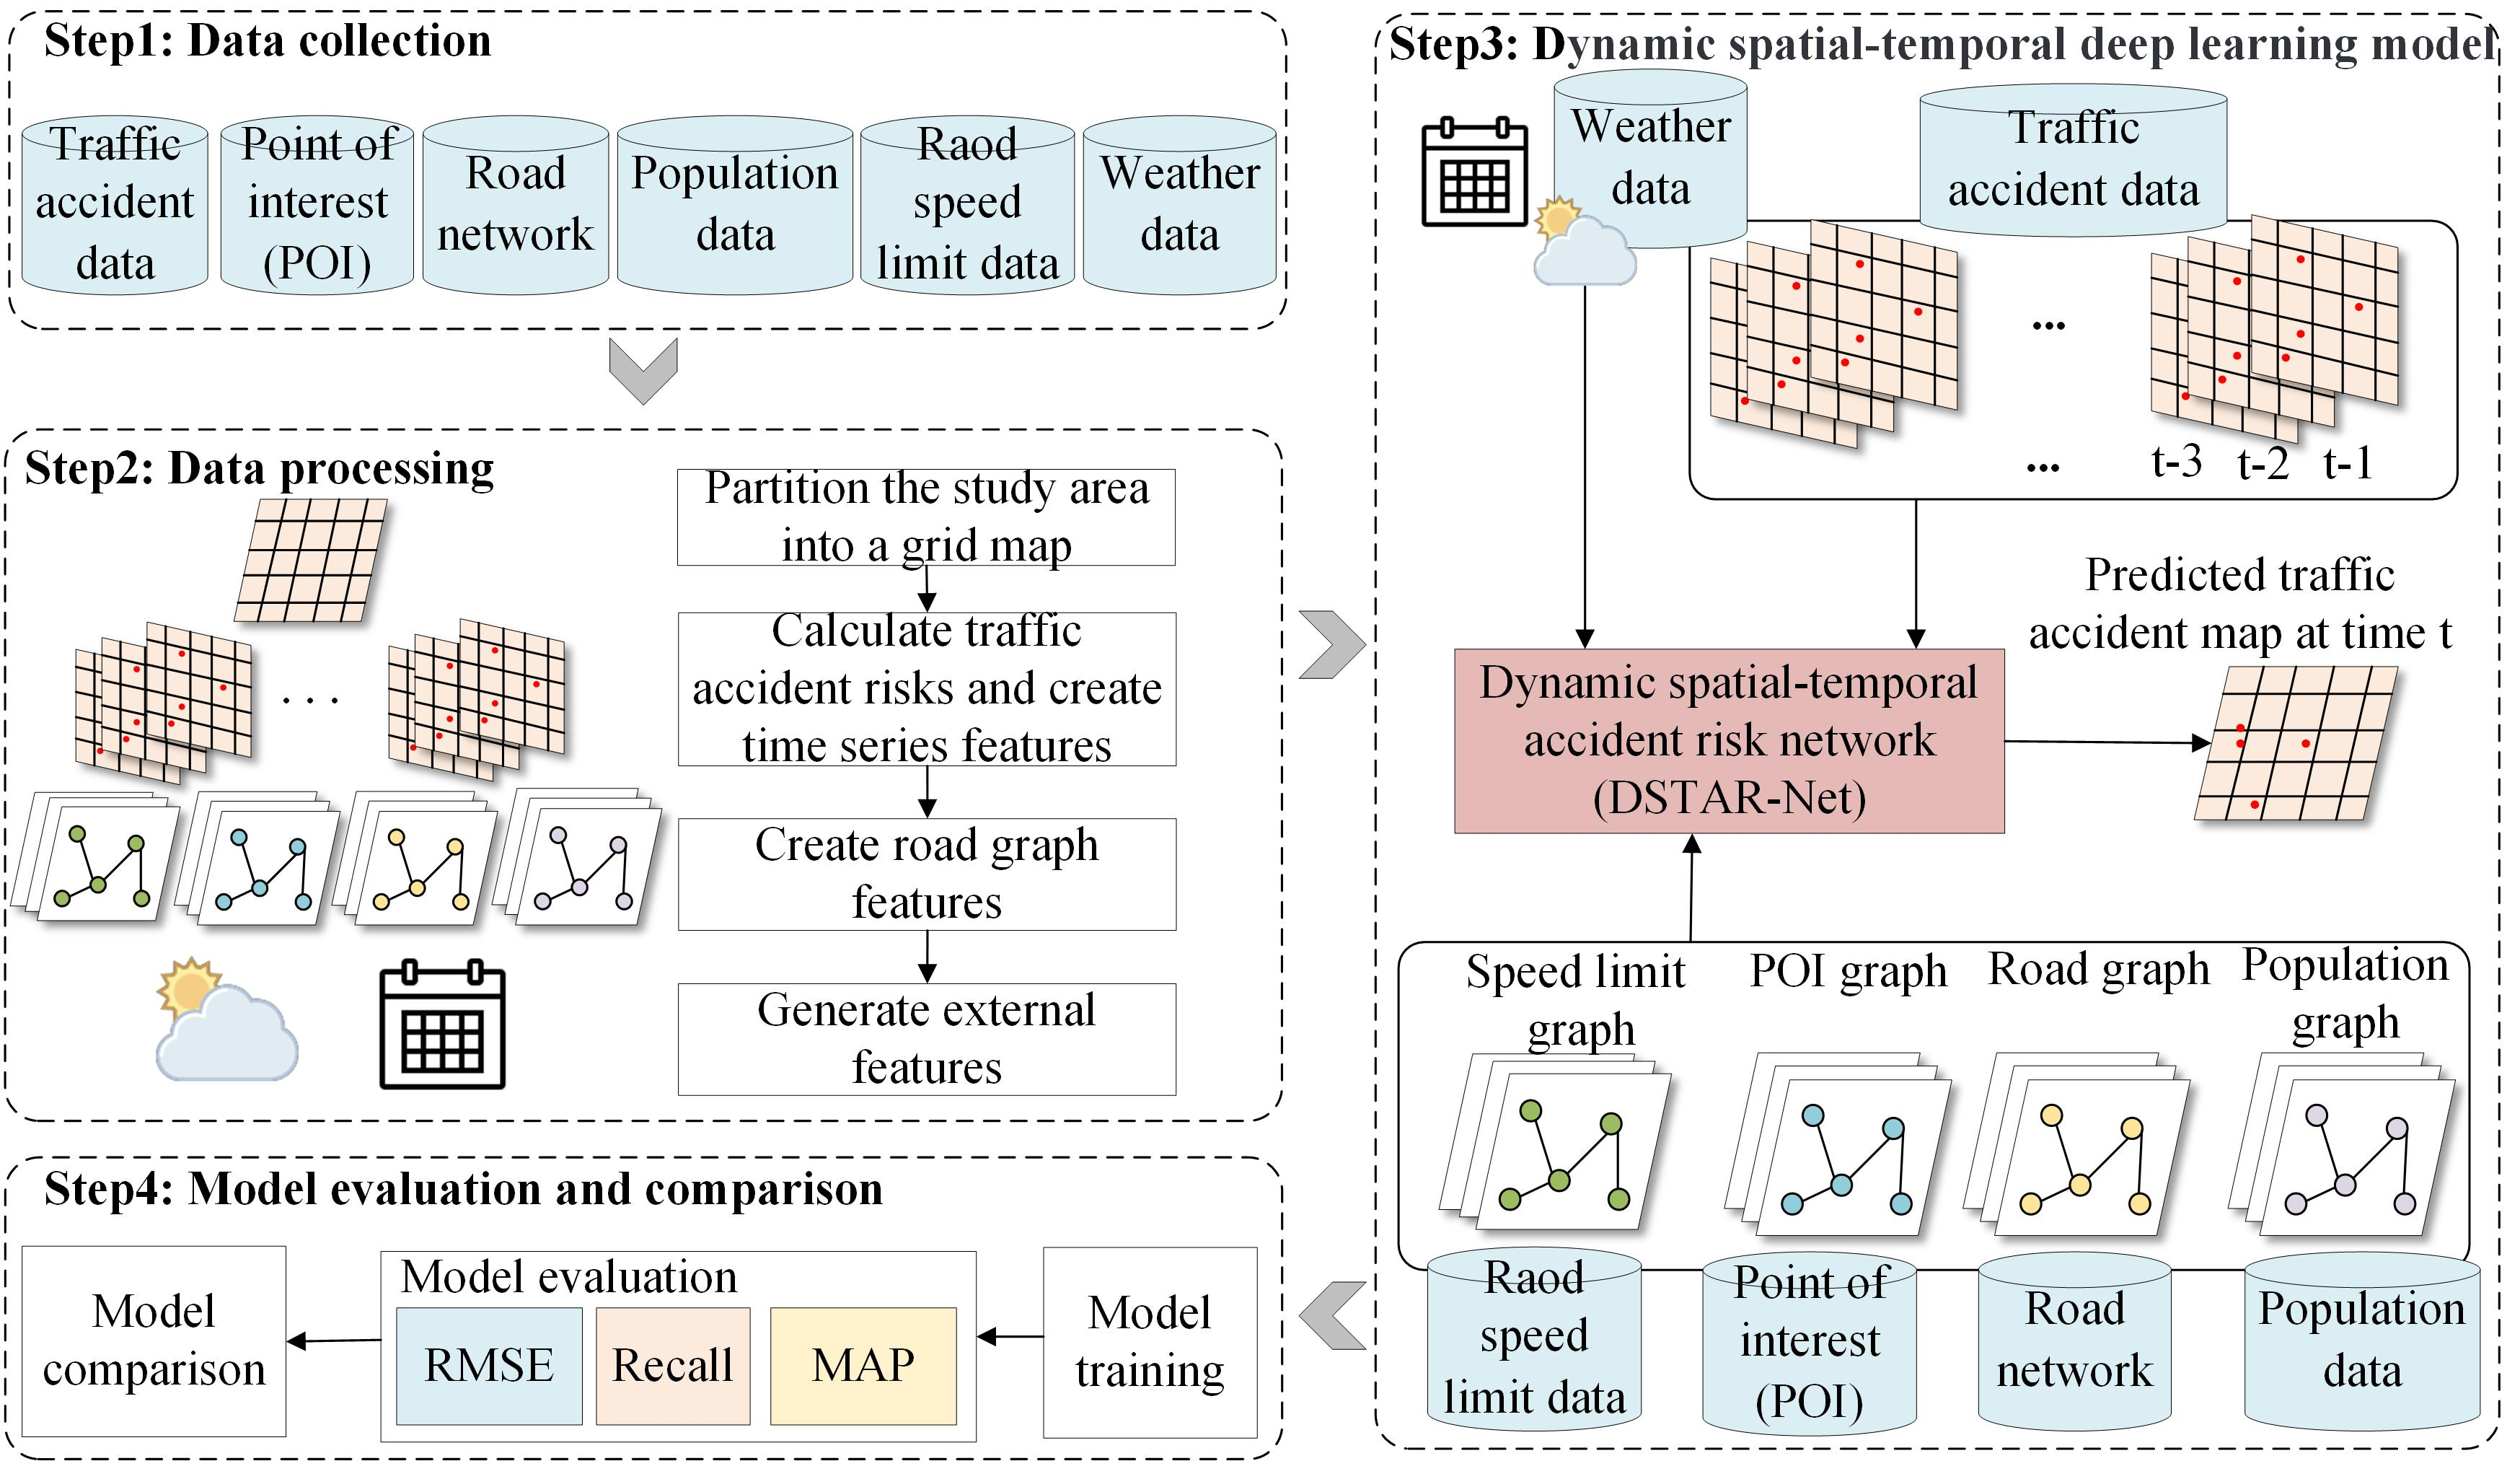 Step1: Data collection
Traffic
accident
data
Point of
interest
(POI)
Road
network
Population
data
Raod
speed
limit data
Weather
data
Step2: Data processing
Partition the study area
into a grid map
Calculate traffic
accident risks and create
time series features
Create road graph
features
Generate external
features
. . .
Step3: Dynamic spatial-temporal deep learning model
Weather
data
Traffic
accident data
...
...
t-3
t-2
t-1
Dynamic spatial-temporal
accident risk network
(DSTAR-Net)
Predicted traffic
accident map at time t
Speed limit
graph
POI graph
Road graph
Population
graph
Raod
speed
limit data
Point of
interest
(POI)
Road
network
Population
data
Step4: Model evaluation and comparison
Model
comparison
Model evaluation
RMSE
Recall
MAP
Model
training